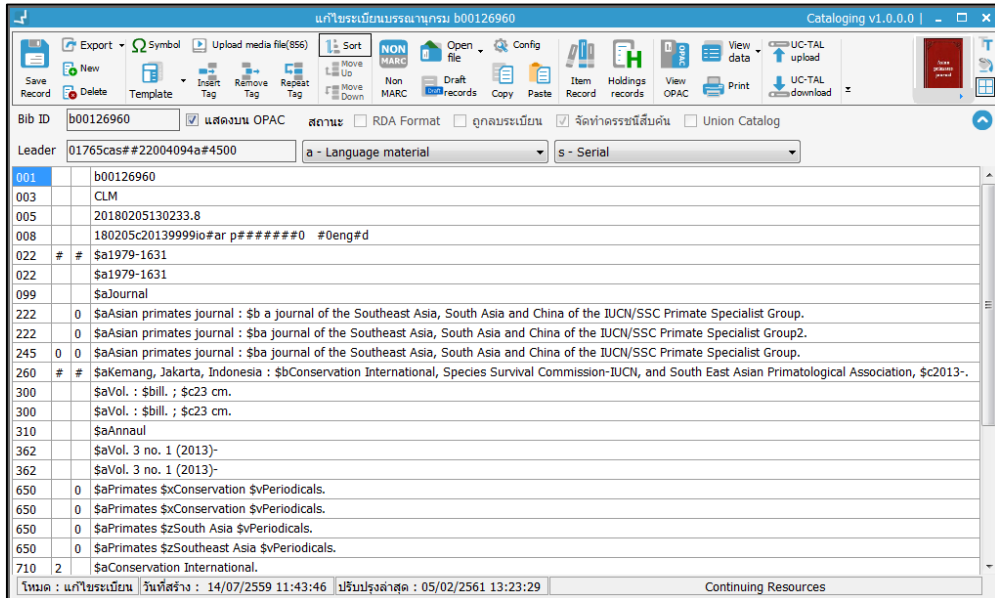 แก้ไขระเบียนบรรณานุกรม b00126960 Cataloging v1.0.0.0 |
Save Record
Export
New
Delete
Symbol
Upload media file(856)
Template
Insert Tag
Remove Tag
Repeat Tag
Sort
Move Up
Move Down
NON MARC
Non MARC
Open file
Draft records
Config
Copy
Paste
Item Record
Holdings records
OPAC
View OPAC
View data
Print
UC-TAL upload
UC-TAL download
Asian primates journal
Bib ID b00126960 แสดงบน OPAC สถานะ RDA Format ถูกลบระเบียน จัดทำดรรชนีสืบค้น Union Catalog
Leader 01765cas##22004094a#4500 a - Language material s - Serial
001 b00126960
003 CLM
005 20180205130233.8
008 180205c20139999io#ar p#######0 #0eng#d
022 # # $a1979-1631
022 $a1979-1631
099 $aJournal
222 0 $aAsian primates journal : $b a journal of the Southeast Asia, South Asia and China of the IUCN/SSC Primate Specialist Group.
222 0 $aAsian primates journal : $ba journal of the Southeast Asia, South Asia and China of the IUCN/SSC Primate Specialist Group2.
245 0 0 $aAsian primates journal : $ba journal of the Southeast Asia, South Asia and China of the IUCN/SSC Primate Specialist Group.
260 # # $aKemang, Jakarta, Indonesia : $bConservation International, Species Survival Commission-IUCN, and South East Asian Primatological Association, $c2013-.
300 $aVol. : $bill. ; $c23 cm.
300 $aVol. : $bill. ; $c23 cm.
310 $aAnnaul
362 $aVol. 3 no. 1 (2013)-
362 $aVol. 3 no. 1 (2013)-
650 0 $aPrimates $xConservation $vPeriodicals.
650 0 $aPrimates $xConservation $vPeriodicals.
650 0 $aPrimates $zSouth Asia $vPeriodicals.
650 0 $aPrimates $zSoutheast Asia $vPeriodicals.
710 2 $aConservation International.
โหมด : แก้ไขระเบียน วันที่สร้าง : 14/07/2559 11:43:46 ปรับปรุงล่าสุด : 05/02/2561 13:23:29 Continuing Resources